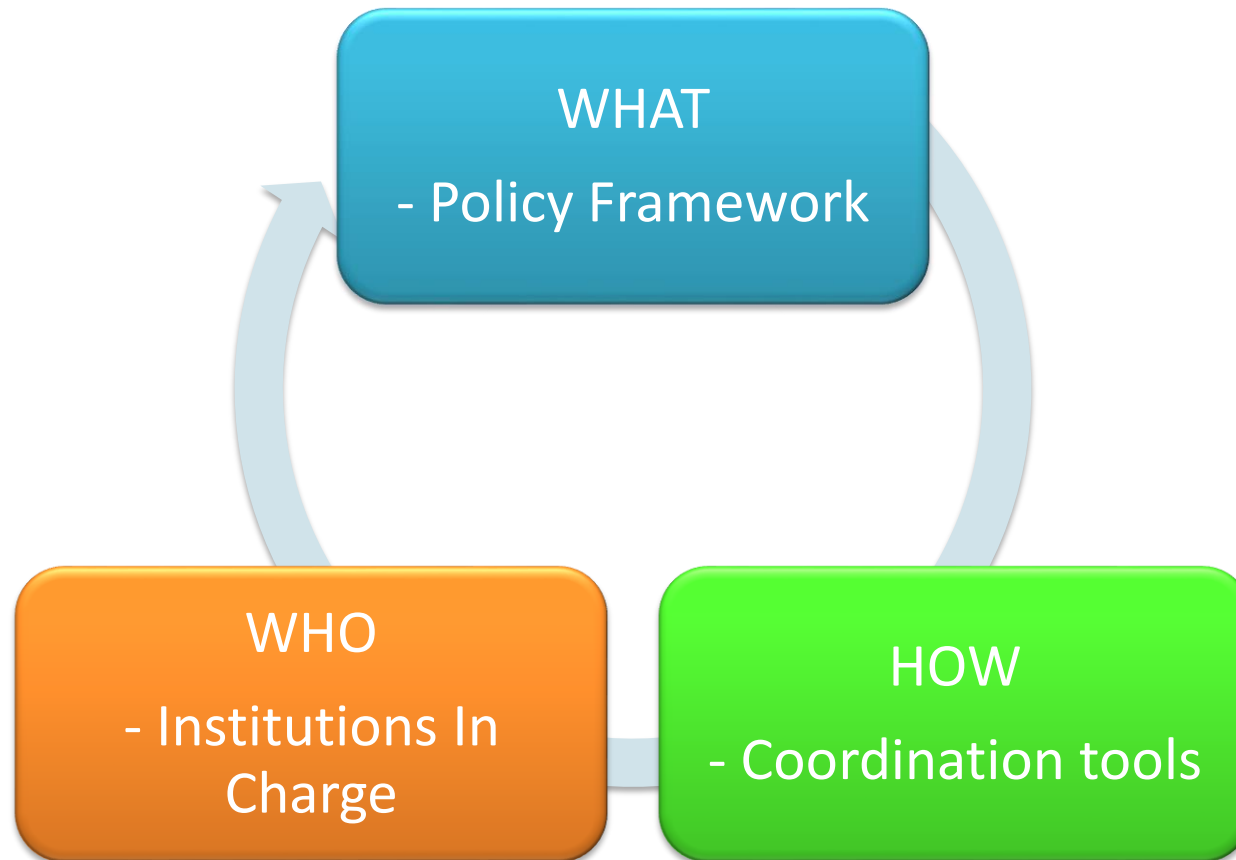 WHAT
- Policy Framework
WHO
- Institutions In
Charge
HOW
- Coordination tools